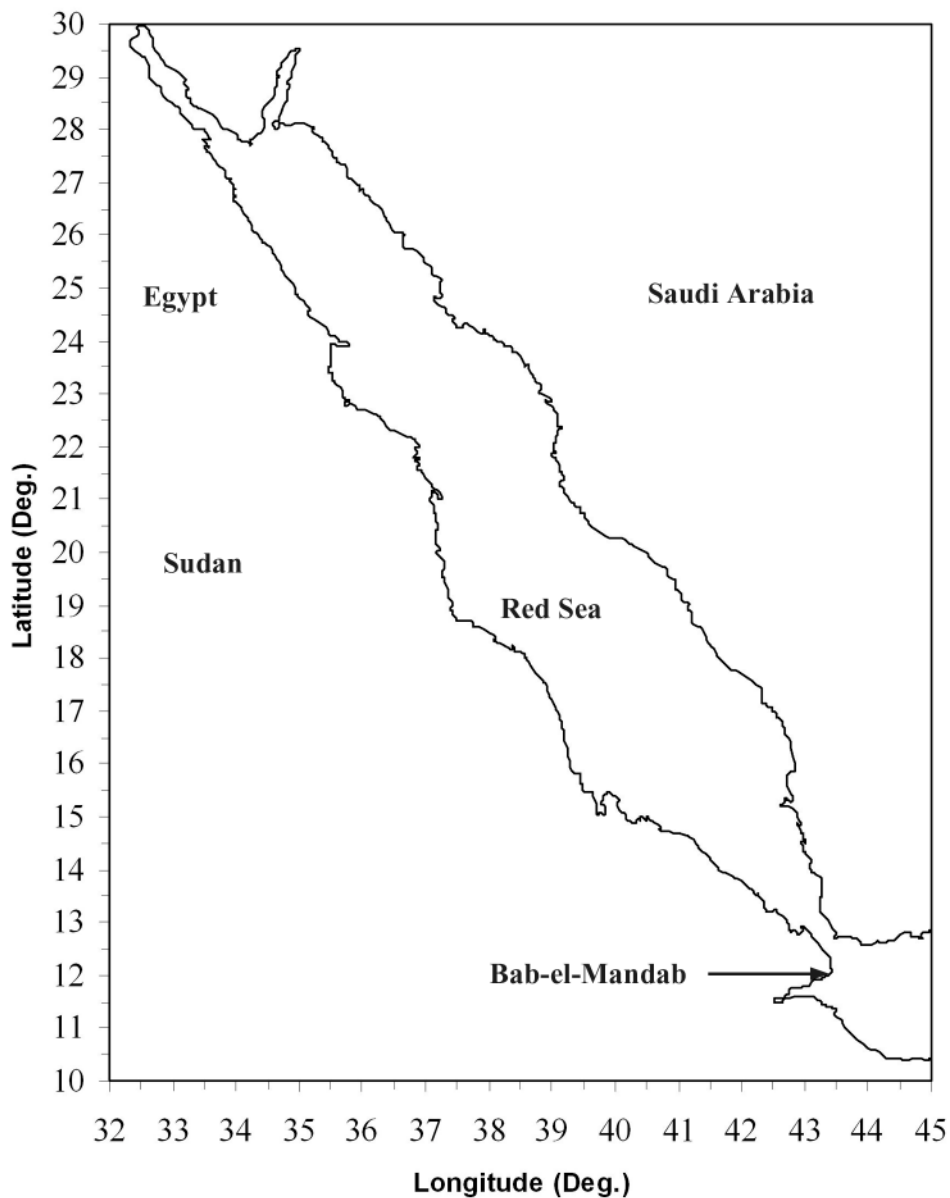 30
29
28
27
26
25
24
23
22
21
20
19
18
17
16
15
14
13
12
11
10
Latitude (Deg.)
Egypt
Saudi Arabia
Sudan
Red Sea
Bab-el-Mandab
32 33 34 35 36 37 38 39 40 41 42 43 44 45
Longitude (Deg.)